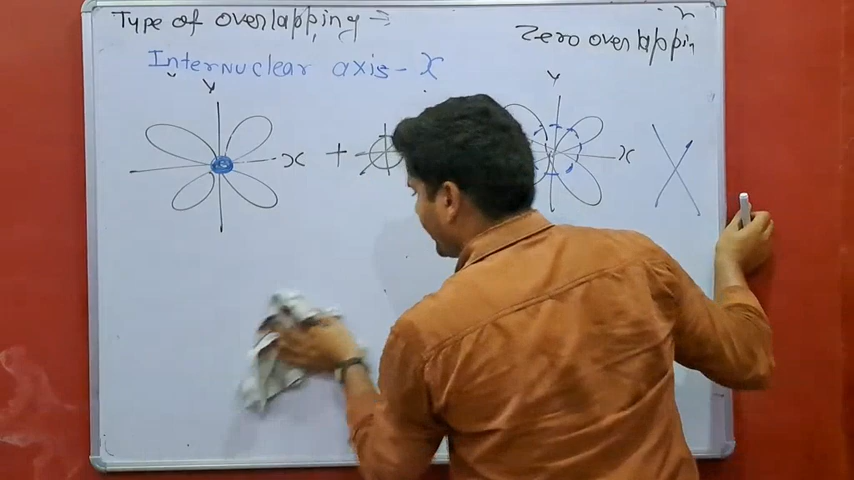 Type of overlapping →
Zero overlappin
Internuclear axis - x
y
y
x
+
x